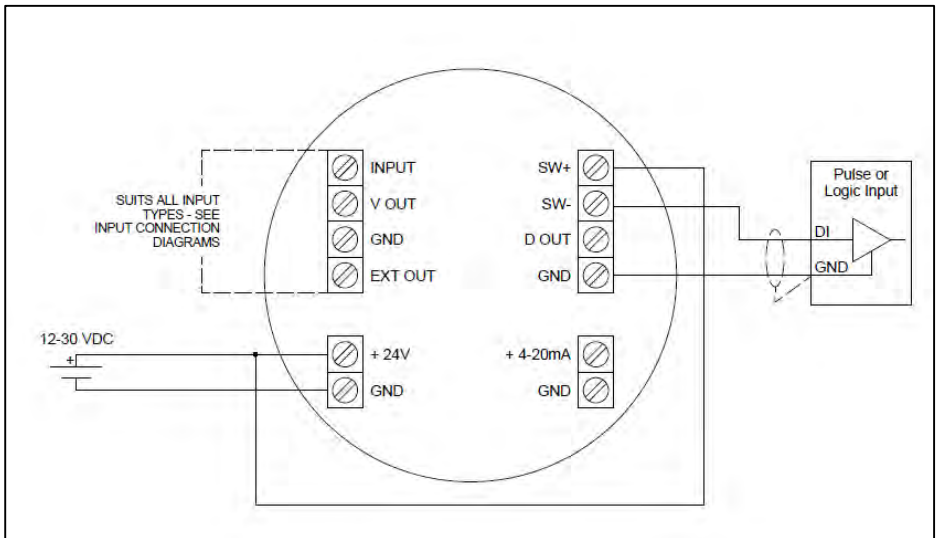 SUITS ALL INPUT
TYPES - SEE
INPUT CONNECTION
DIAGRAMS
INPUT
V OUT
GND
EXT OUT
12-30 VDC
+
+ 24V
GND
SW+
SW-
D OUT
GND
+ 4-20mA
GND
Pulse or
Logic Input
DI
GND